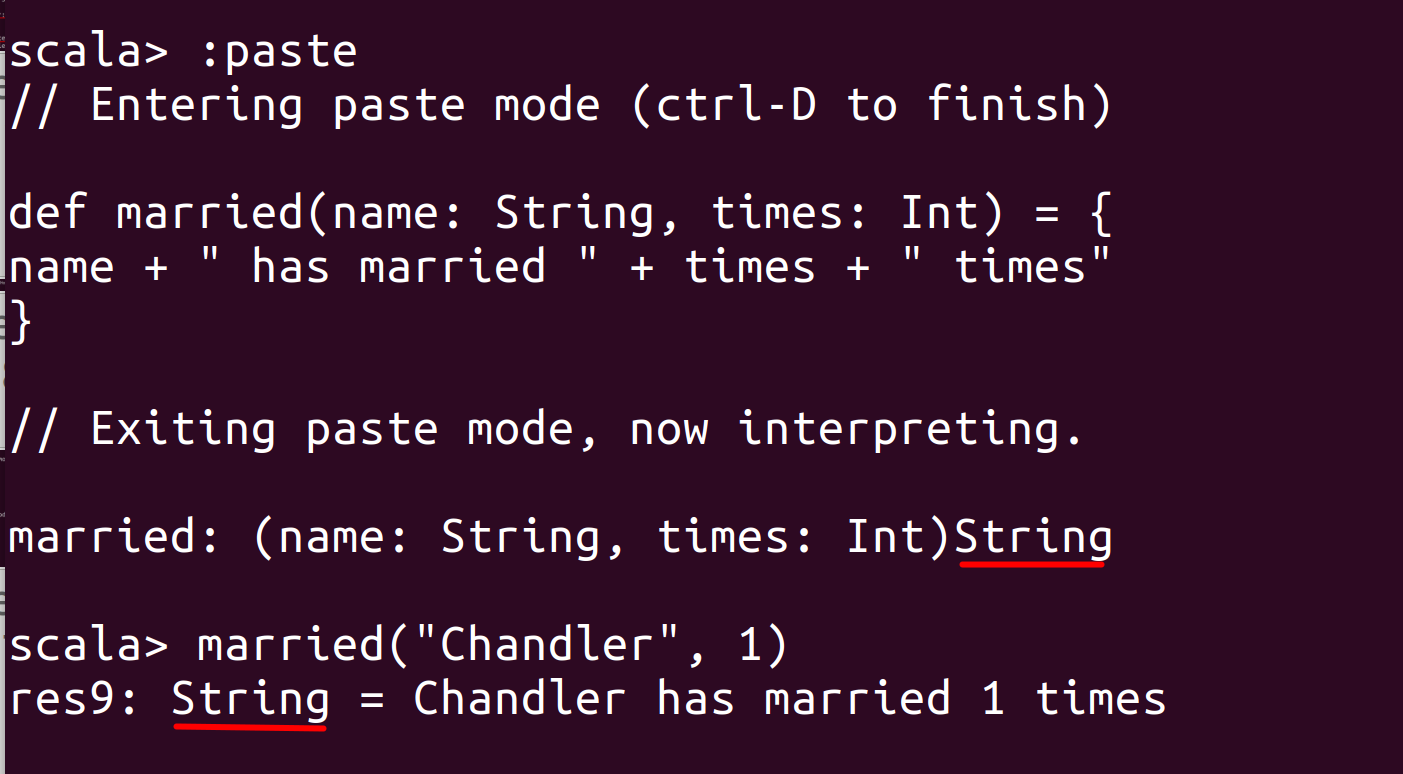 scala> :paste
// Entering paste mode (ctrl-D to finish)
def married(name: String, times: Int) = {
name + " has married " + times + " times"
}
// Exiting paste mode, now interpreting.
married: (name: String, times: Int)String
scala> married("Chandler", 1)
res9: String = Chandler has married 1 times